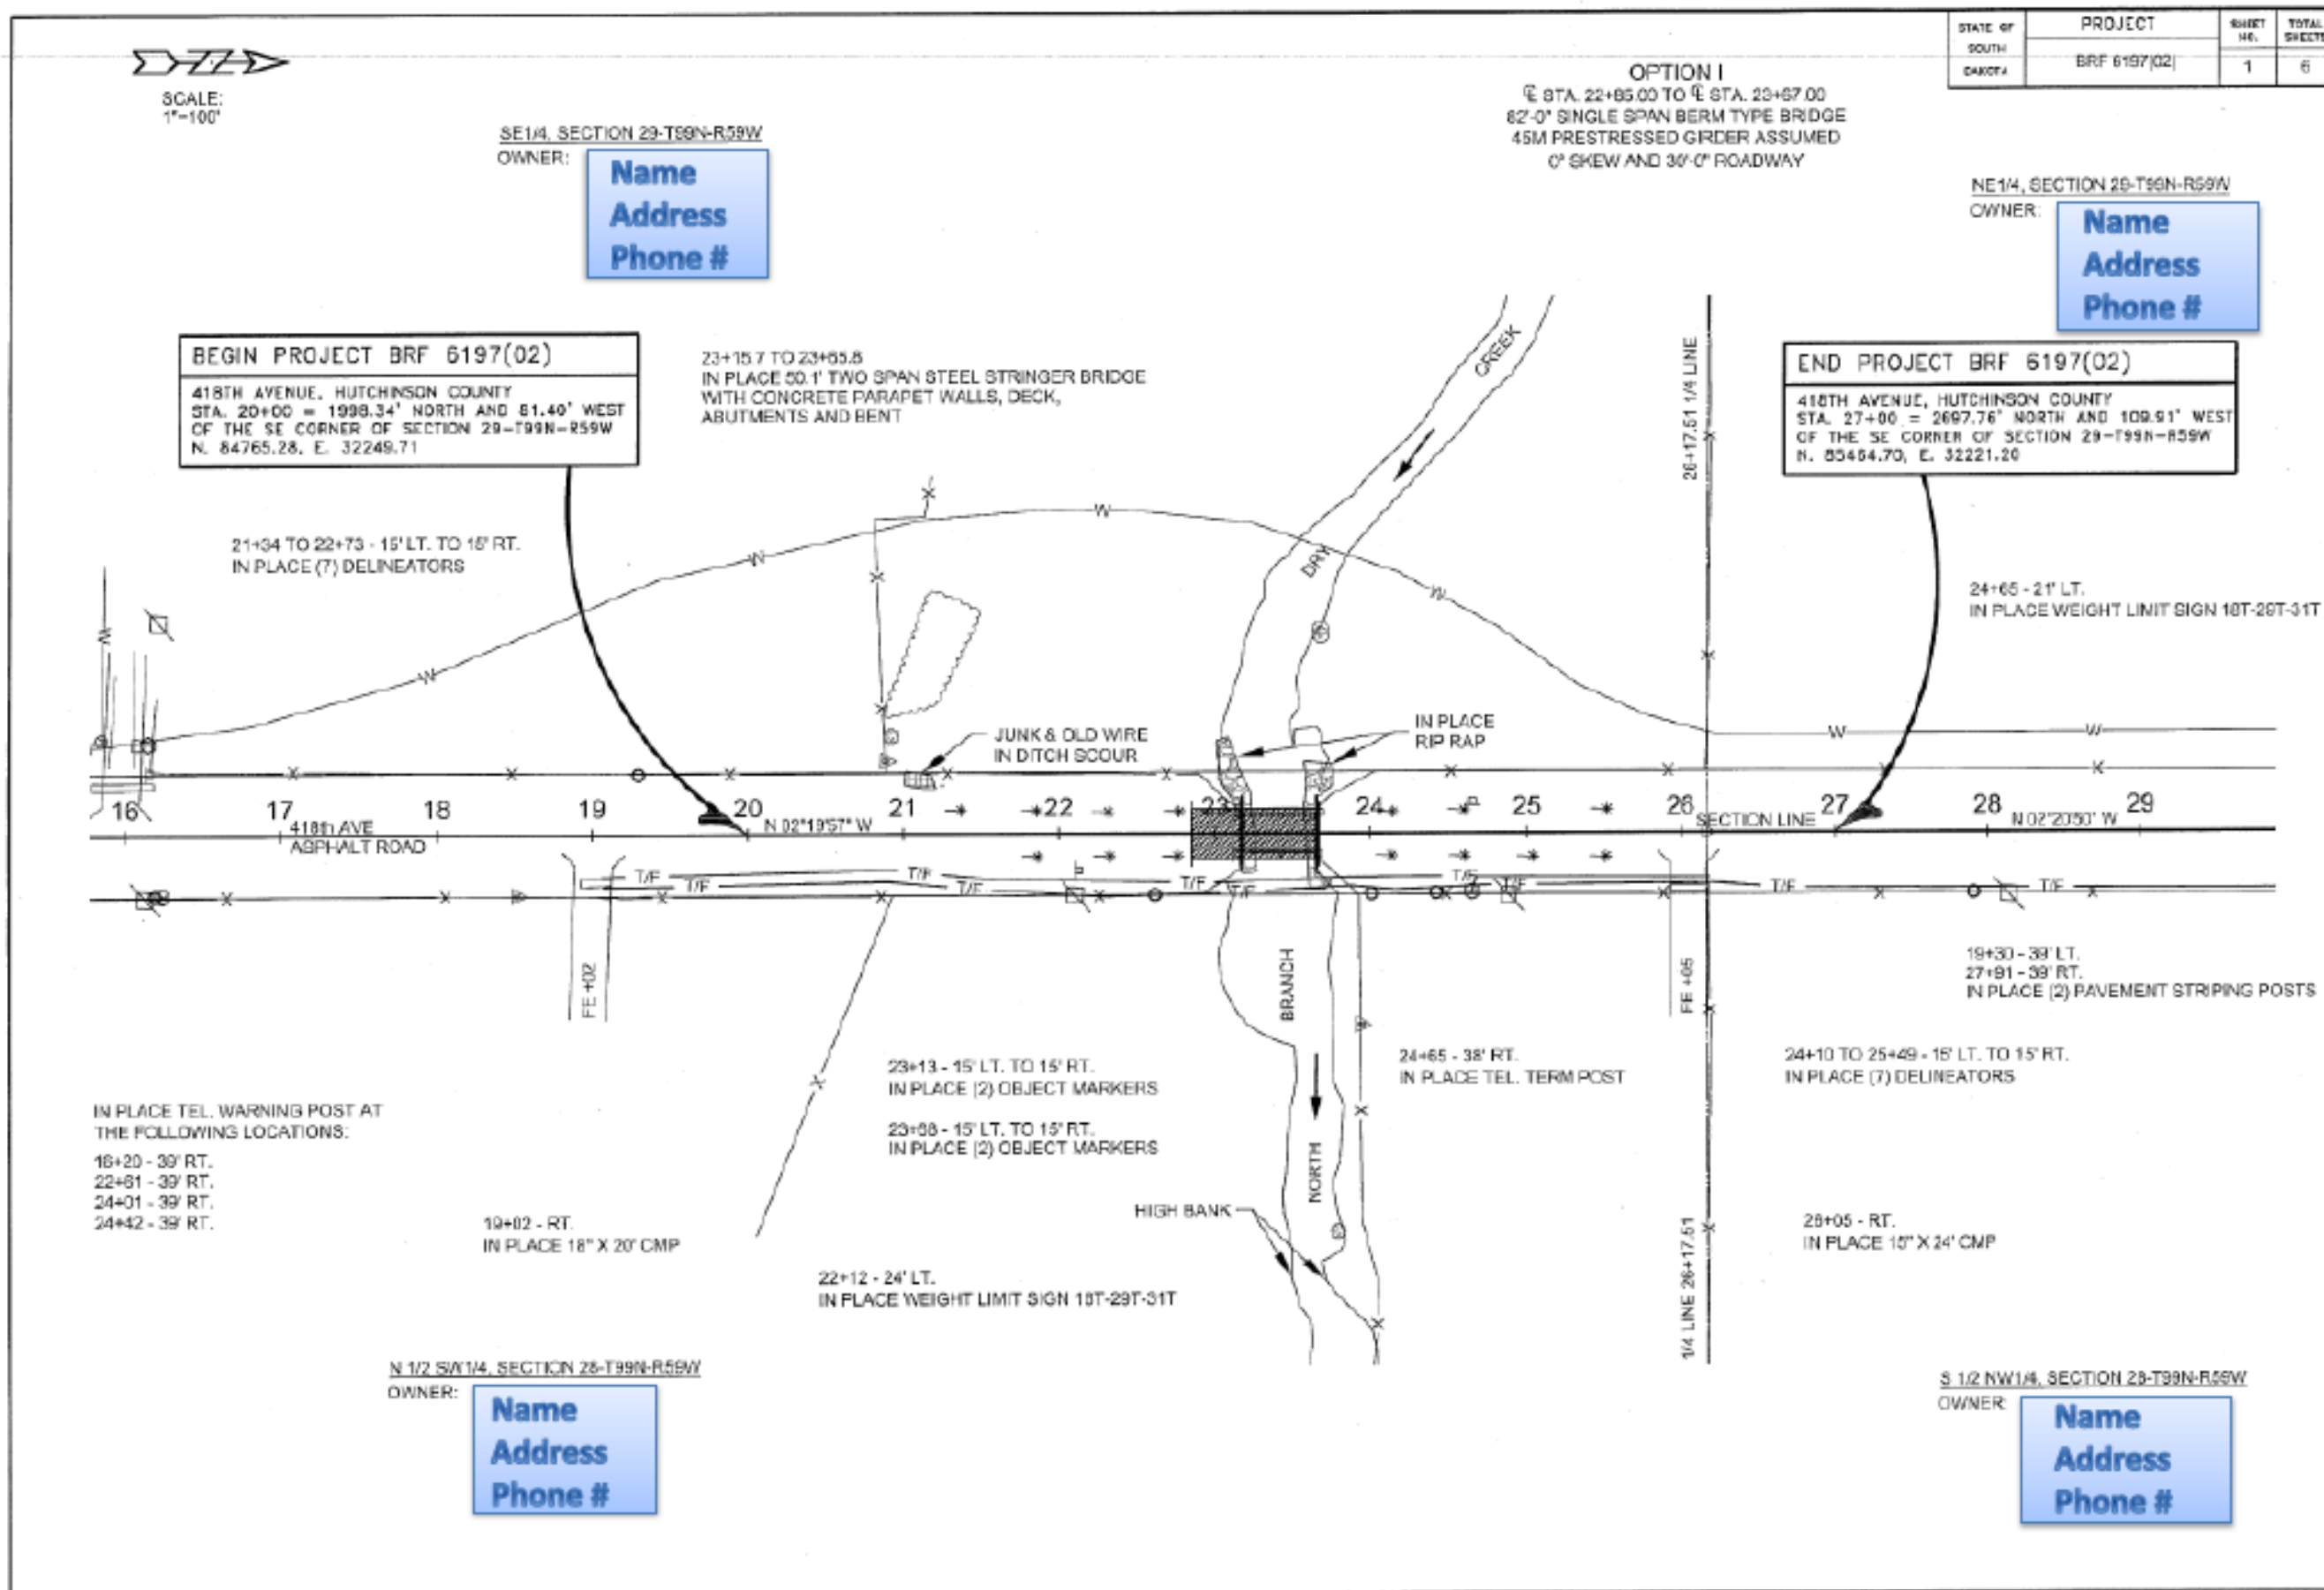 STATE OF
SOUTH
DAKOTA
PROJECT
BRF 6197(02)
SHEET
NO.
1
TOTAL
SHEETS
6
SCALE:
1"=100'
OPTION I
℄ STA. 22+85.00 TO ℄ STA. 23+67.00
82'-0" SINGLE SPAN BERM TYPE BRIDGE
45M PRESTRESSED GIRDER ASSUMED
0° SKEW AND 30'-0" ROADWAY
SE1/4, SECTION 29-T99N-R59W
OWNER:
Name
Address
Phone #
NE1/4, SECTION 29-T99N-R59W
OWNER:
Name
Address
Phone #
BEGIN PROJECT BRF 6197(02)
418TH AVENUE, HUTCHINSON COUNTY
STA. 20+00 = 1998.34' NORTH AND 81.40' WEST
OF THE SE CORNER OF SECTION 29-T99N-R59W
N. 84765.28, E. 32249.71
23+15.7 TO 23+65.8
IN PLACE 50.1' TWO SPAN STEEL STRINGER BRIDGE
WITH CONCRETE PARAPET WALLS, DECK,
ABUTMENTS AND BENT
CREEK
DRY
26+17.51 1/4 LINE
END PROJECT BRF 6197(02)
418TH AVENUE, HUTCHINSON COUNTY
STA. 27+00 = 2697.76' NORTH AND 109.91' WEST
OF THE SE CORNER OF SECTION 29-T99N-R59W
N. 85464.70, E. 32221.20
21+34 TO 22+73 - 15' LT. TO 15' RT.
IN PLACE (7) DELINEATORS
24+65 - 21' LT.
IN PLACE WEIGHT LIMIT SIGN 18T-29T-31T
W W W W W W W
JUNK & OLD WIRE
IN DITCH SCOUR
IN PLACE
RIP RAP
16 17 18 19 20 21 22 23 24 25 26 27 28 29
418th AVE
ASPHALT ROAD
N 02°19'57" W
SECTION LINE
N 02°20'50" W
T/F T/F T/F T/F T/F T/F T/F T/F T/F T/F
FE +02
BRANCH
NORTH
FE +05
19+30 - 39' LT.
27+91 - 39' RT.
IN PLACE (2) PAVEMENT STRIPING POSTS
23+13 - 15' LT. TO 15' RT.
IN PLACE (2) OBJECT MARKERS
23+68 - 15' LT. TO 15' RT.
IN PLACE (2) OBJECT MARKERS
24+65 - 38' RT.
IN PLACE TEL. TERM POST
24+10 TO 25+49 - 15' LT. TO 15' RT.
IN PLACE (7) DELINEATORS
IN PLACE TEL. WARNING POST AT
THE FOLLOWING LOCATIONS:
16+20 - 39' RT.
22+61 - 39' RT.
24+01 - 39' RT.
24+42 - 39' RT.
19+02 - RT.
IN PLACE 18" X 20' CMP
HIGH BANK
22+12 - 24' LT.
IN PLACE WEIGHT LIMIT SIGN 18T-29T-31T
1/4 LINE 26+17.51
26+05 - RT.
IN PLACE 15" X 24' CMP
N 1/2 SW1/4, SECTION 28-T99N-R59W
OWNER:
Name
Address
Phone #
S 1/2 NW1/4, SECTION 28-T99N-R59W
OWNER:
Name
Address
Phone #